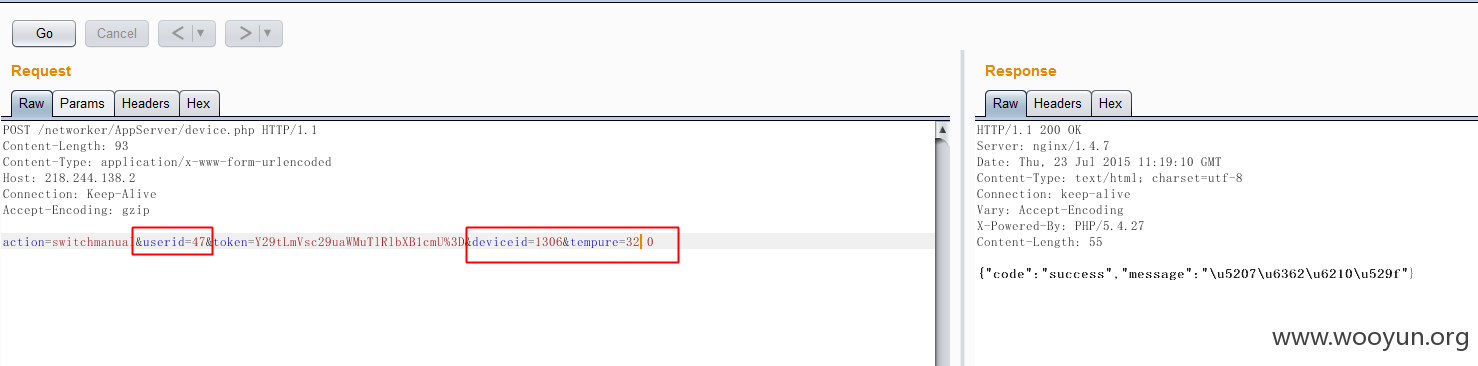 Go Cancel < ▼ > ▼
Request
Raw Params Headers Hex
POST /networker/AppServer/device.php HTTP/1.1
Content-Length: 93
Content-Type: application/x-www-form-urlencoded
Host: 218.244.138.2
Connection: Keep-Alive
Accept-Encoding: gzip
action=switchmanual&userid=47&token=Y29tLmVsc29uaWMuTlRlbXB1cmU%3D&deviceid=1306&tempure=32 0
Response
Raw Headers Hex
HTTP/1.1 200 OK
Server: nginx/1.4.7
Date: Thu, 23 Jul 2015 11:19:10 GMT
Content-Type: text/html; charset=utf-8
Connection: keep-alive
Vary: Accept-Encoding
X-Powered-By: PHP/5.4.27
Content-Length: 55
{"code":"success","message":"\u5207\u6362\u6210\u529f"}
www.wooyun.org